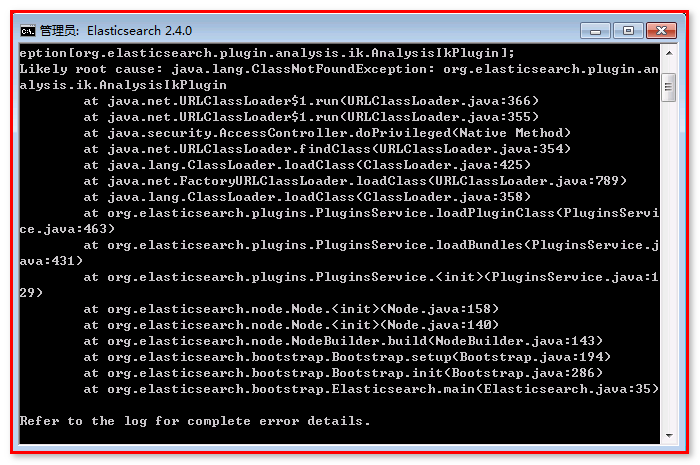 管理员: Elasticsearch 2.4.0
eption[org.elasticsearch.plugin.analysis.ik.AnalysisIkPlugin];
Likely root cause: java.lang.ClassNotFoundException: org.elasticsearch.plugin.an
alysis.ik.AnalysisIkPlugin
at java.net.URLClassLoader$1.run(URLClassLoader.java:366)
at java.net.URLClassLoader$1.run(URLClassLoader.java:355)
at java.security.AccessController.doPrivileged(Native Method)
at java.net.URLClassLoader.findClass(URLClassLoader.java:354)
at java.lang.ClassLoader.loadClass(ClassLoader.java:425)
at java.net.FactoryURLClassLoader.loadClass(URLClassLoader.java:789)
at java.lang.ClassLoader.loadClass(ClassLoader.java:358)
at org.elasticsearch.plugins.PluginsService.loadPluginClass(PluginsServi
ce.java:463)
at org.elasticsearch.plugins.PluginsService.loadBundles(PluginsService.j
ava:431)
at org.elasticsearch.plugins.PluginsService.<init>(PluginsService.java:1
29)
at org.elasticsearch.node.Node.<init>(Node.java:158)
at org.elasticsearch.node.Node.<init>(Node.java:140)
at org.elasticsearch.node.NodeBuilder.build(NodeBuilder.java:143)
at org.elasticsearch.bootstrap.Bootstrap.setup(Bootstrap.java:194)
at org.elasticsearch.bootstrap.Bootstrap.init(Bootstrap.java:286)
at org.elasticsearch.bootstrap.Elasticsearch.main(Elasticsearch.java:35)
Refer to the log for complete error details.